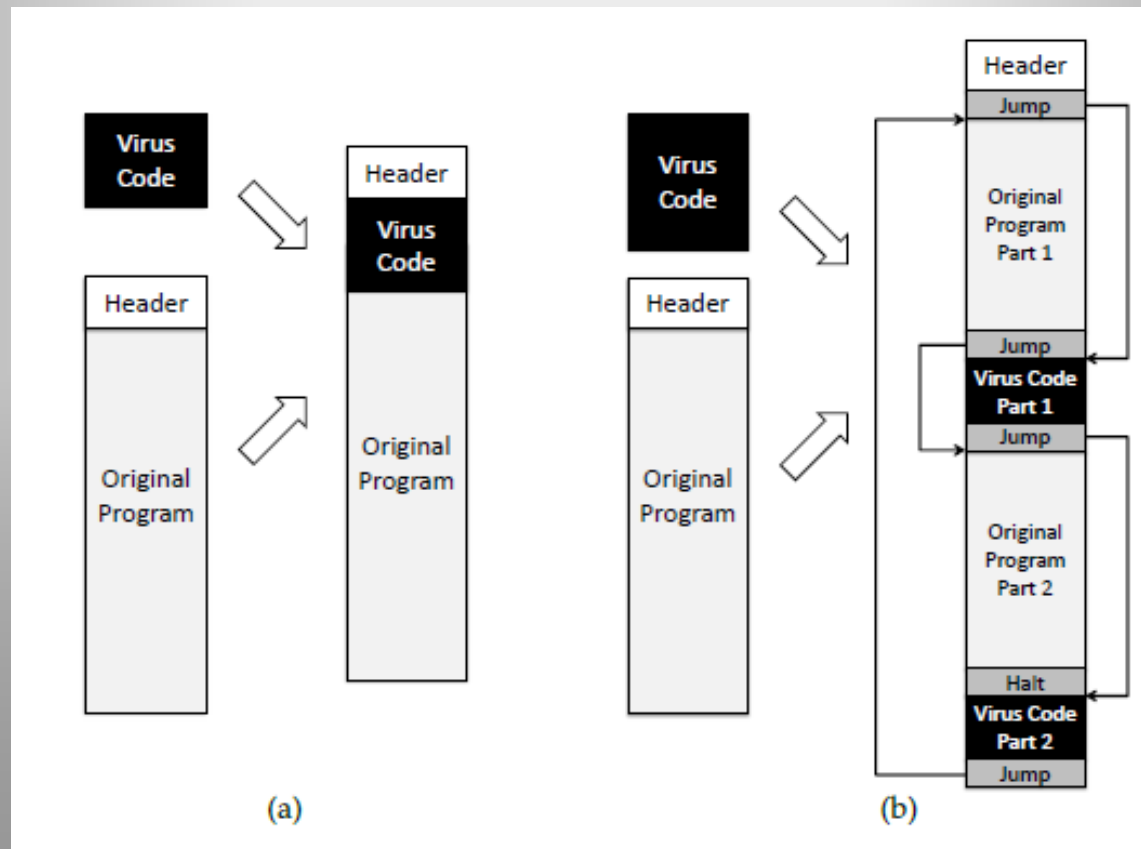 Virus
Code
Header
Original
Program
Header
Virus
Code
Original
Program
(a)
Virus
Code
Header
Original
Program
Header
Jump
Original
Program
Part 1
Jump
Virus Code
Part 1
Jump
Original
Program
Part 2
Halt
Virus Code
Part 2
Jump
(b)